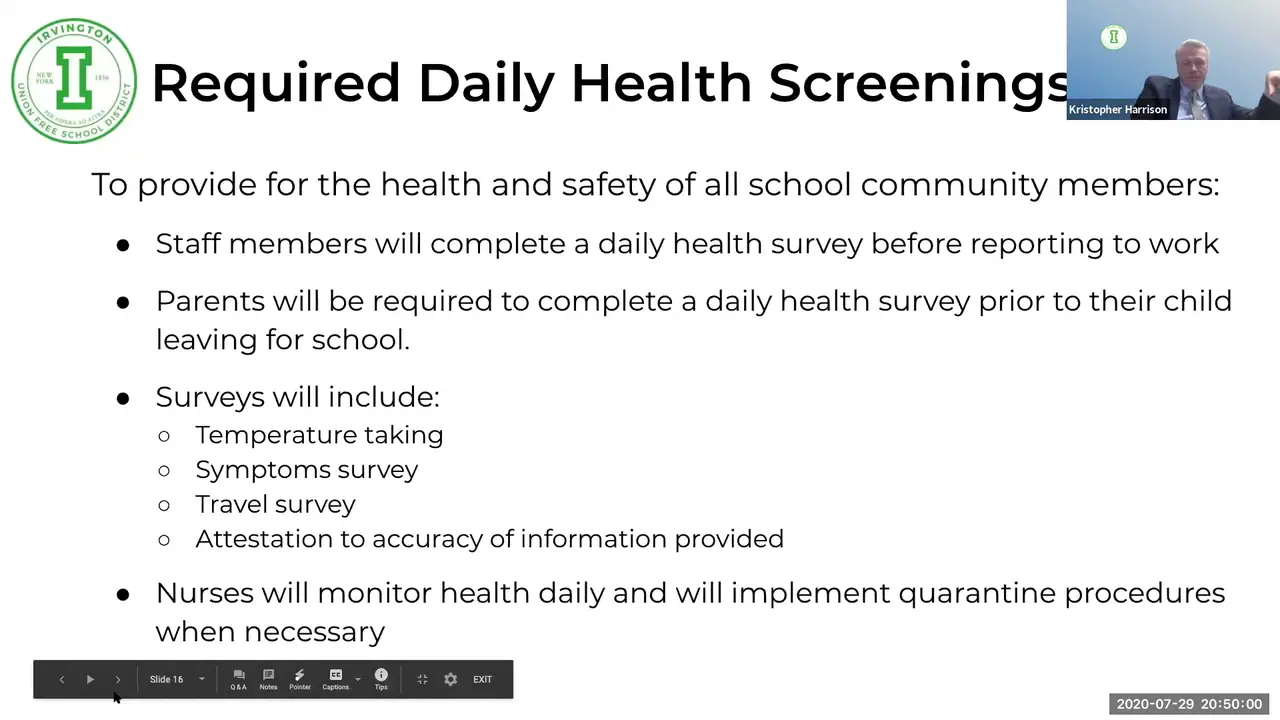 IRVINGTON
NEW YORK
1856
PER ASPERA AD ASTRA
UNION FREE SCHOOL DISTRICT
Required Daily Health Screenings
Kristopher Harrison
To provide for the health and safety of all school community members:
● Staff members will complete a daily health survey before reporting to work
● Parents will be required to complete a daily health survey prior to their child
leaving for school.
● Surveys will include:
○ Temperature taking
○ Symptoms survey
○ Travel survey
○ Attestation to accuracy of information provided
● Nurses will monitor health daily and will implement quarantine procedures
when necessary
Slide 16
Q & A
Notes
Pointer
Captions
Tips
EXIT
2020-07-29 20:50:00